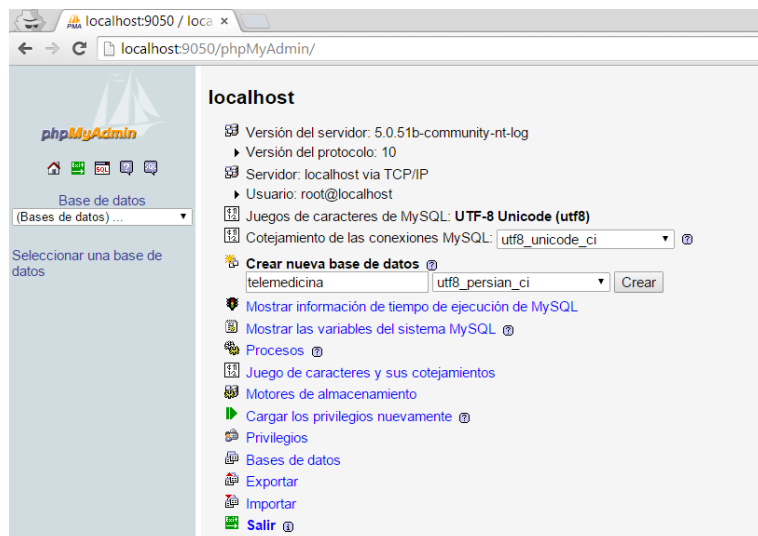 localhost:9050 / loca ×
localhost:9050/phpMyAdmin/
phpMyAdmin
Base de datos
(Bases de datos) ...
Seleccionar una base de
datos
localhost
Versión del servidor: 5.0.51b-community-nt-log
Versión del protocolo: 10
Servidor: localhost via TCP/IP
Usuario: root@localhost
Juegos de caracteres de MySQL: UTF-8 Unicode (utf8)
Cotejamiento de las conexiones MySQL: utf8_unicode_ci
Crear nueva base de datos
telemedicina utf8_persian_ci Crear
Mostrar información de tiempo de ejecución de MySQL
Mostrar las variables del sistema MySQL
Procesos
Juego de caracteres y sus cotejamientos
Motores de almacenamiento
Cargar los privilegios nuevamente
Privilegios
Bases de datos
Exportar
Importar
Salir